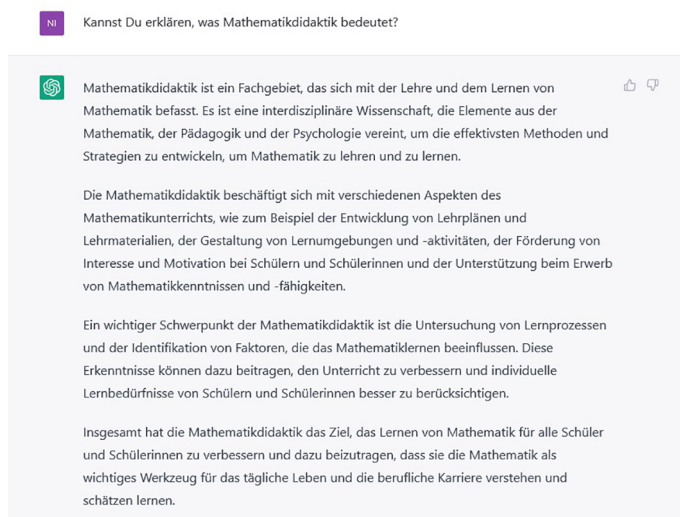 NI
Kannst Du erklären, was Mathematikdidaktik bedeutet?
Mathematikdidaktik ist ein Fachgebiet, das sich mit der Lehre und dem Lernen von
Mathematik befasst. Es ist eine interdisziplinäre Wissenschaft, die Elemente aus der
Mathematik, der Pädagogik und der Psychologie vereint, um die effektivsten Methoden und
Strategien zu entwickeln, um Mathematik zu lehren und zu lernen.
Die Mathematikdidaktik beschäftigt sich mit verschiedenen Aspekten des
Mathematikunterrichts, wie zum Beispiel der Entwicklung von Lehrplänen und
Lehrmaterialien, der Gestaltung von Lernumgebungen und -aktivitäten, der Förderung von
Interesse und Motivation bei Schülern und Schülerinnen und der Unterstützung beim Erwerb
von Mathematikkenntnissen und -fähigkeiten.
Ein wichtiger Schwerpunkt der Mathematikdidaktik ist die Untersuchung von Lernprozessen
und der Identifikation von Faktoren, die das Mathematiklernen beeinflussen. Diese
Erkenntnisse können dazu beitragen, den Unterricht zu verbessern und individuelle
Lernbedürfnisse von Schülern und Schülerinnen besser zu berücksichtigen.
Insgesamt hat die Mathematikdidaktik das Ziel, das Lernen von Mathematik für alle Schüler
und Schülerinnen zu verbessern und dazu beizutragen, dass sie die Mathematik als
wichtiges Werkzeug für das tägliche Leben und die berufliche Karriere verstehen und
schätzen lernen.